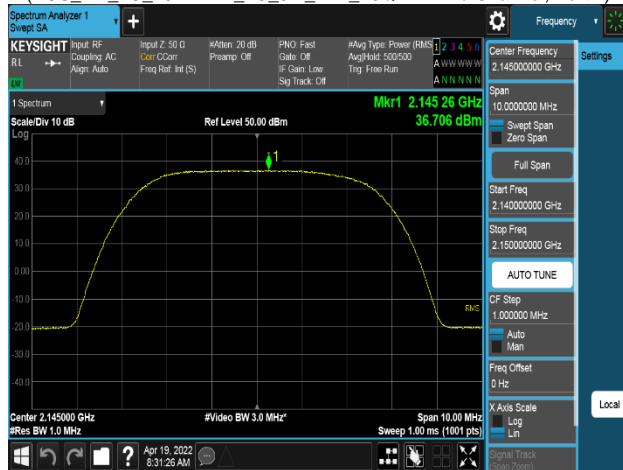 Spectrum Analyzer 1
Swept SA
+
Frequency
KEYSIGHT
RL
Input: RF
Coupling: AC
Align: Auto
Input Z: 50 Ω
Corr CCorr
Freq Ref: Int (S)
#Atten: 20 dB
Preamp: Off
PNO: Fast
Gate: Off
IF Gain: Low
Sig Track: Off
#Avg Type: Power (RMS
Avg|Hold: 500/500
Trig: Free Run
1 2 3 4 5 6
A W W W W W
A N N N N N
1 Spectrum
Scale/Div 10 dB
Log
Ref Level 50.00 dBm
Mkr1 2.145 26 GHz
36.706 dBm
1
40.0
30.0
20.0
10.0
0.00
-10.0
RMS
-20.0
-30.0
-40.0
Center 2.145000 GHz
#Res BW 1.0 MHz
#Video BW 3.0 MHz*
Span 10.00 MHz
Sweep 1.00 ms (1001 pts)
Apr 19, 2022
8:31:26 AM
Center Frequency
2.145000000 GHz
Settings
Span
10.0000000 MHz
Swept Span
Zero Span
Full Span
Start Freq
2.140000000 GHz
Stop Freq
2.150000000 GHz
AUTO TUNE
CF Step
1.000000 MHz
Auto
Man
Freq Offset
0 Hz
X Axis Scale
Log
Lin
Local
Signal Track
(Span Zoom)